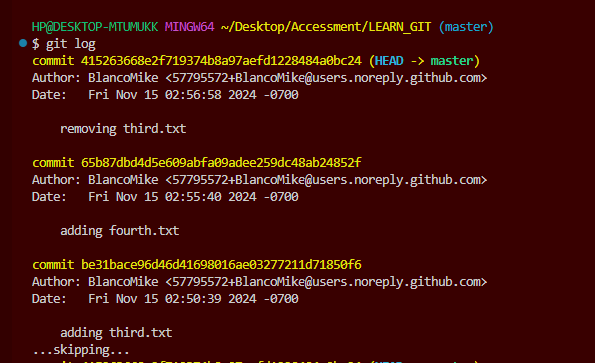 HP@DESKTOP-MTUMUKK MINGW64 ~/Desktop/Accessment/LEARN_GIT (master)
$ git log
commit 415263668e2f719374b8a97aefd1228484a0bc24 (HEAD -> master)
Author: BlancoMike <57795572+BlancoMike@users.noreply.github.com>
Date:   Fri Nov 15 02:56:58 2024 -0700

    removing third.txt

commit 65b87dbd4d5e609abfa09adee259dc48ab24852f
Author: BlancoMike <57795572+BlancoMike@users.noreply.github.com>
Date:   Fri Nov 15 02:55:40 2024 -0700

    adding fourth.txt

commit be31bace96d46d41698016ae03277211d71850f6
Author: BlancoMike <57795572+BlancoMike@users.noreply.github.com>
Date:   Fri Nov 15 02:50:39 2024 -0700

    adding third.txt
...skipping...